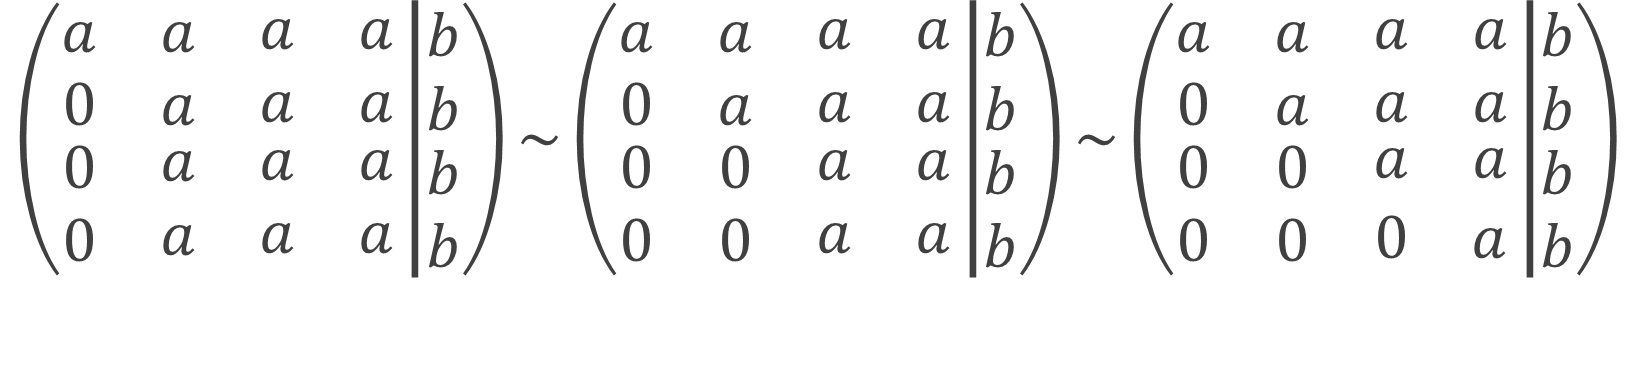 a a a a | b a a a a | b a a a a | b
0 a a a | b 0 a a a | b 0 a a a | b
0 a a a | b ~ 0 0 a a | b ~ 0 0 a a | b
0 a a a | b 0 0 a a | b 0 0 0 a | b